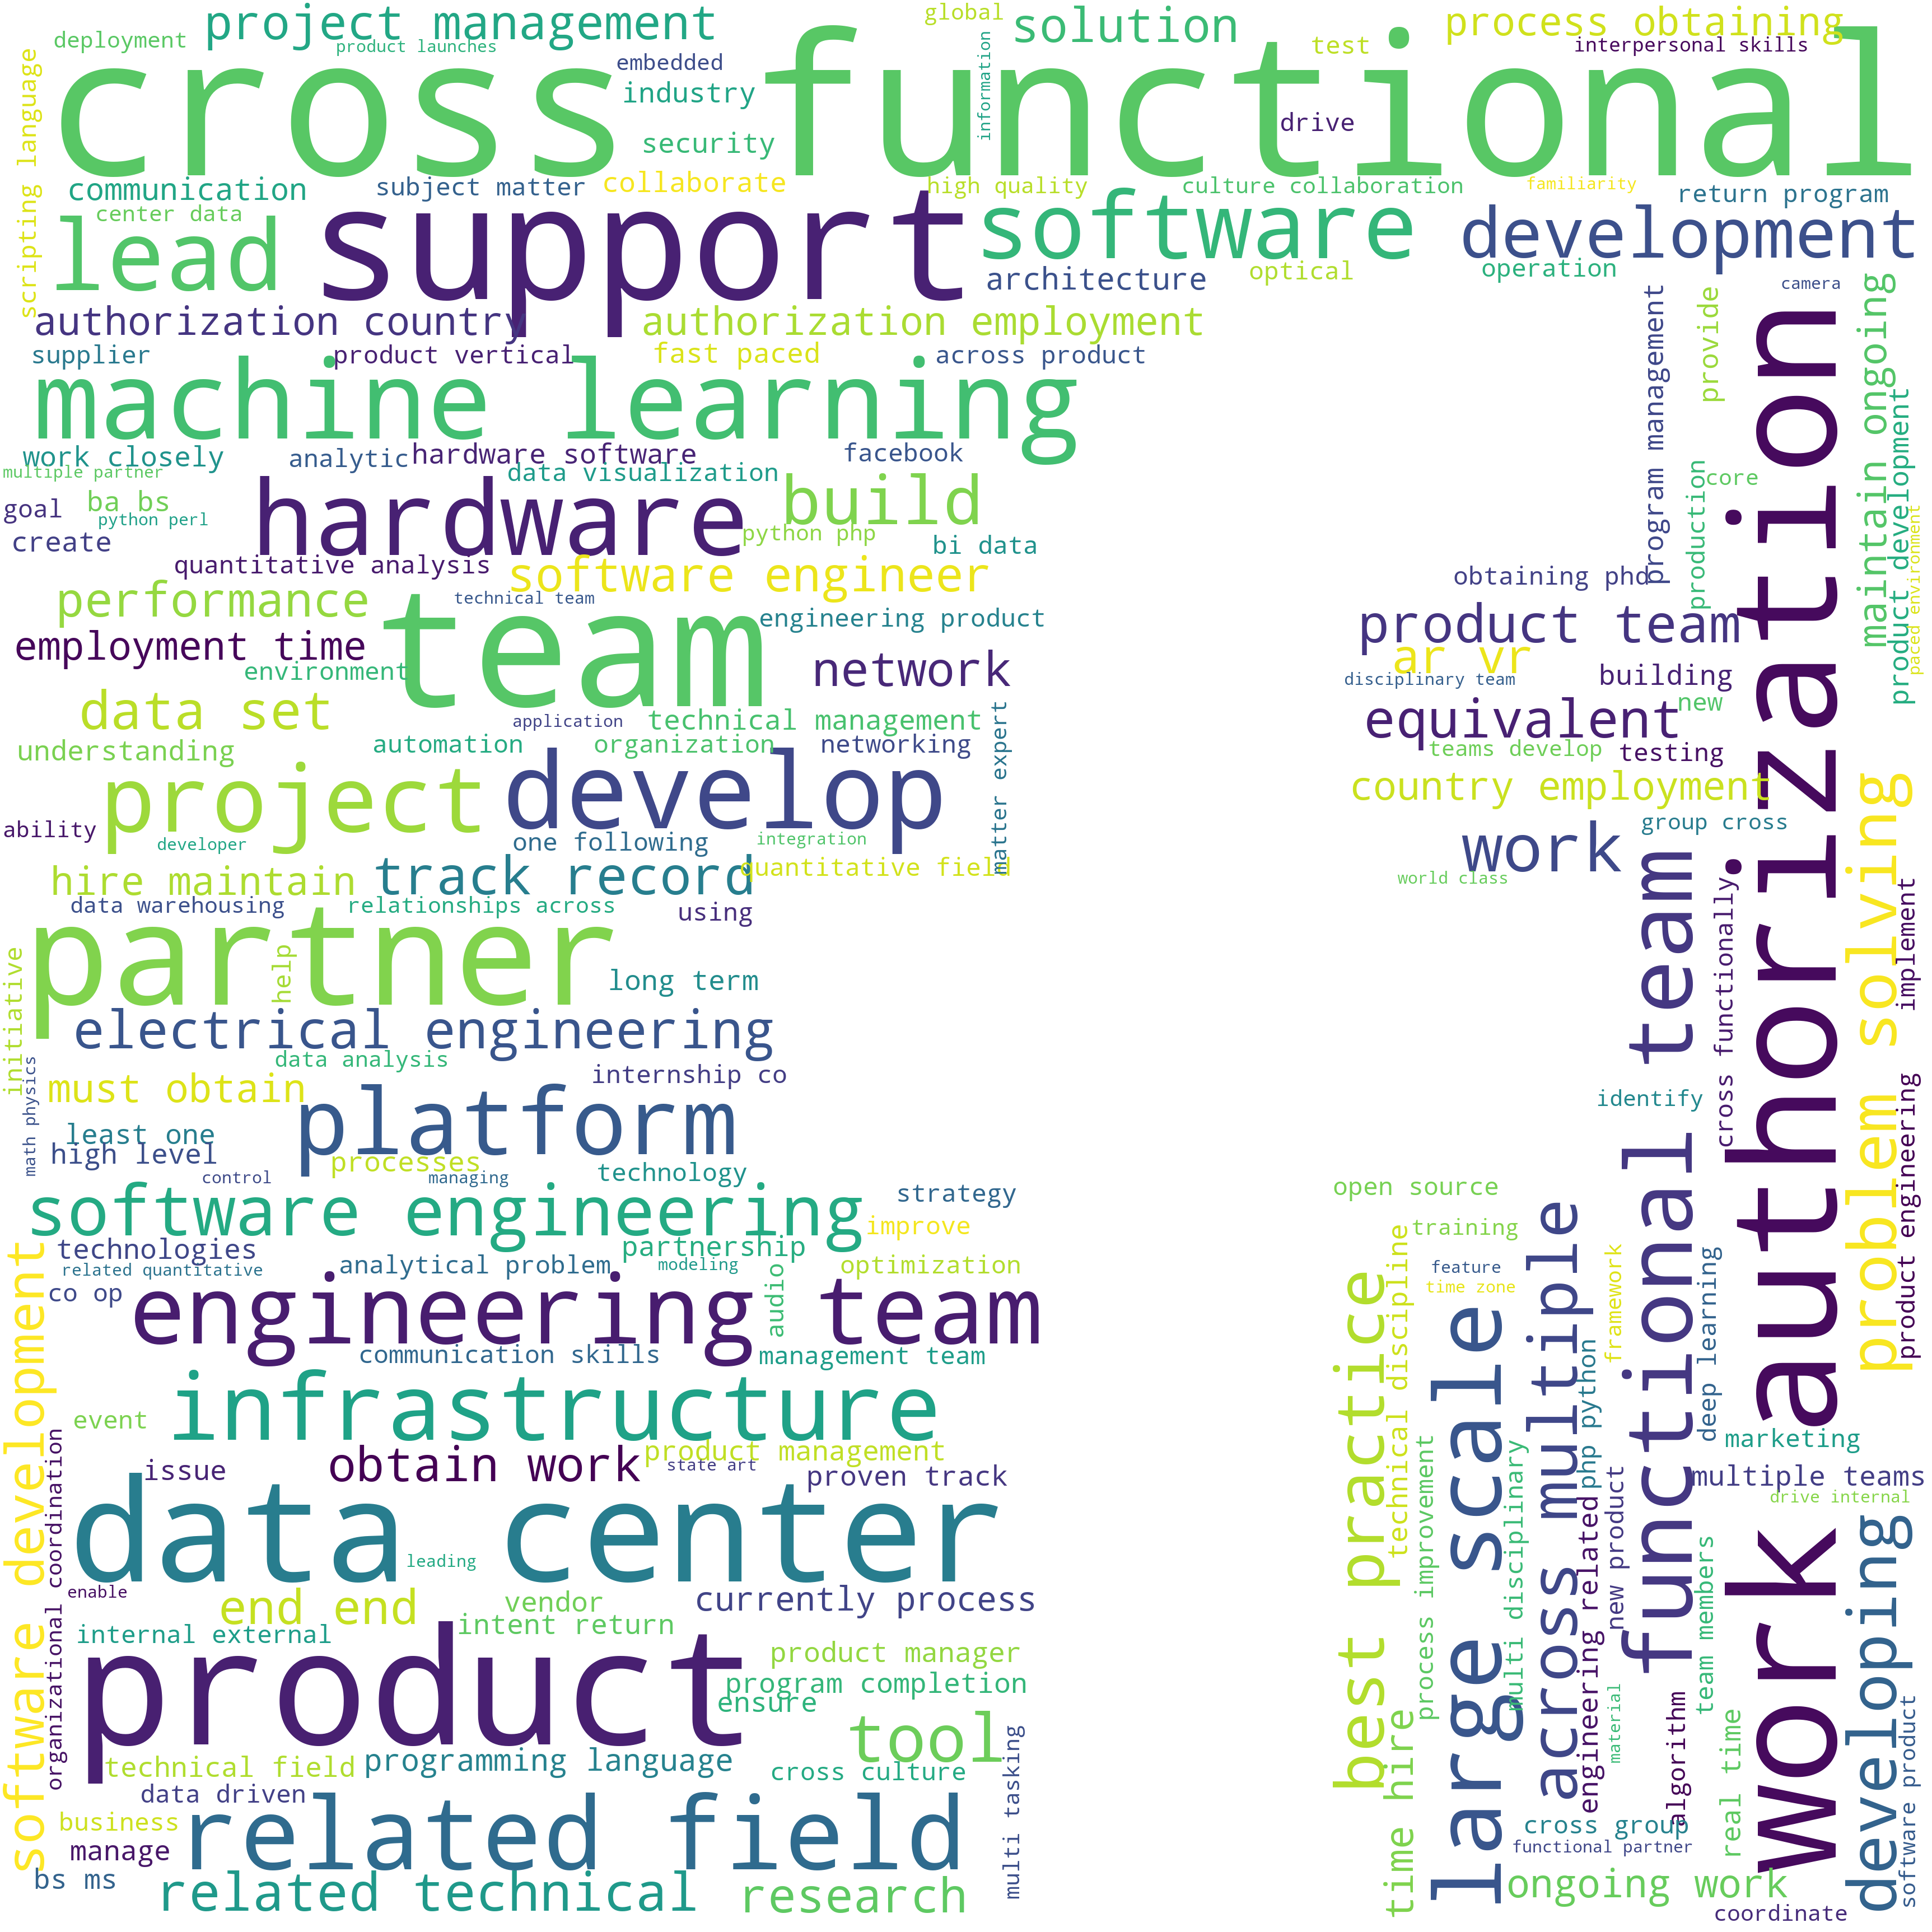 project management
global
solution
process obtaining
deployment
product launches
test
interpersonal skills
embedded
industry
information
drive
cross functional
security
scripting language
communication
subject matter
collaborate
high quality
culture collaboration
familiarity
return program
center data
lead
support
software
development
architecture
optical
operation
camera
authorization country
authorization employment
supplier
product vertical
fast paced
across product
machine learning
program management
provide
maintain ongoing
work authorization
work closely
analytic
hardware software
facebook
multiple partner
data visualization
ba bs
goal
python perl
hardware
build
core
production
product development
paced environment
create
python php
bi data
quantitative analysis
software engineer
obtaining phd
performance
technical team
team
engineering product
product team
employment time
environment
network
ar vr
disciplinary team
building
data set
application
technical management
equivalent
new
understanding
automation
organization
networking
matter expert
teams develop
testing
project
develop
country employment
ability
developer
one following
integration
work
group cross
problem solving
hire maintain
track record
quantitative field
world class
data warehousing
relationships across
using
cross functionally
implement
partner
help
long term
initiative
electrical engineering
functional team
data analysis
internship co
must obtain
math physics
platform
identify
least one
high level
processes
control
managing
technology
product engineering
software engineering
strategy
open source
improve
training
technologies
partnership
across multiple
related quantitative
analytical problem
modeling
optimization
feature
time zone
technical discipline
framework
deep learning
co op
audio
engineering team
software development
communication skills
management team
best practice
large scale
php python
infrastructure
event
marketing
organizational coordination
product management
obtain work
state art
issue
proven track
process improvement
multi disciplinary
new product
multiple teams
drive internal
data center
leading
engineering related
team members
developing
enable
end end
vendor
currently process
intent return
internal external
product
product manager
program completion
ensure
material
algorithm
real time
software product
tool
time hire
technical field
programming language
cross culture
multi tasking
data driven
related field
business
manage
cross group
functional partner
bs ms
related technical
research
ongoing work
coordinate